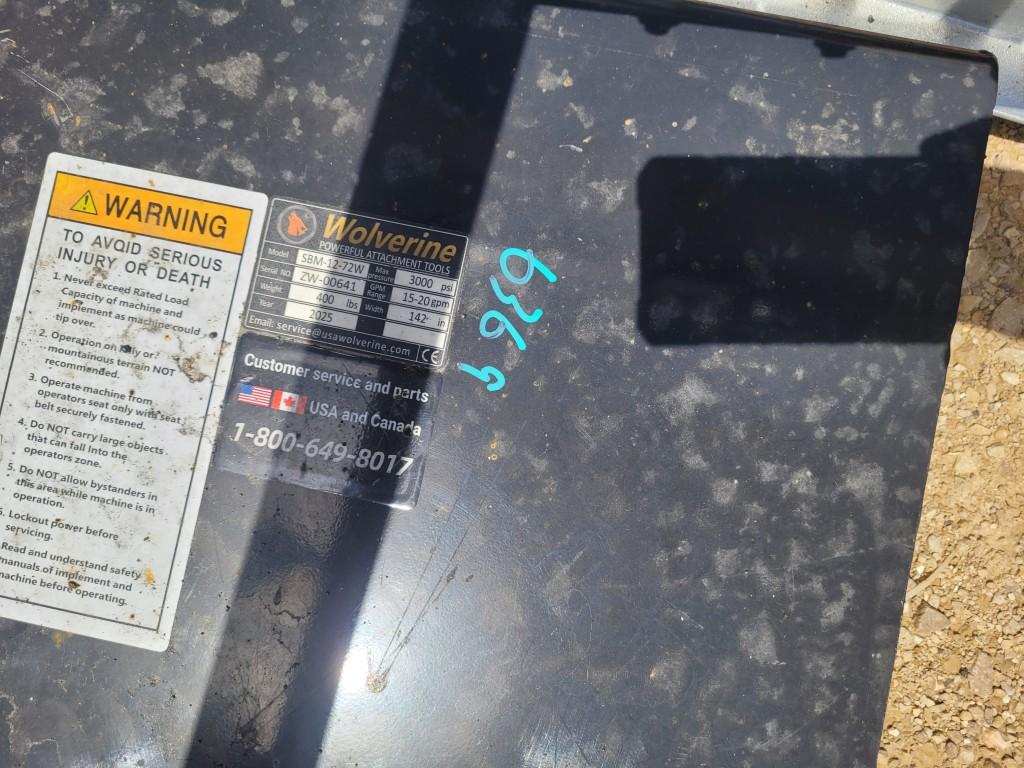 WARNING
TO AVOID SERIOUS
INJURY OR DEATH
1. Never exceed Rated Load
Capacity of machine and
implement as machine could
tip over.
2. Operation on hilly or
mountainous terrain NOT
recommended.
3. Operate machine from
operators seat only with seat
belt securely fastened.
4. Do NOT carry large objects
that can fall Into the
operators zone.
5. Do NOT allow bystanders in
this area while machine is in
operation.
6. Lockout power before
servicing.
Read and understand safety
manuals of implement and
machine before operating.
Wolverine
POWERFUL ATTACHMENT TOOLS
Model SBM-12-72W Max pressure 3000 psi
Serial NO. ZW-00641 GPM Range 15-20 gpm
Weight 400 lbs Width 142 in
Year 2025
Email: service@usawolverine.com CE
Customer service and parts
USA and Canada
1-800-649-8017
6369